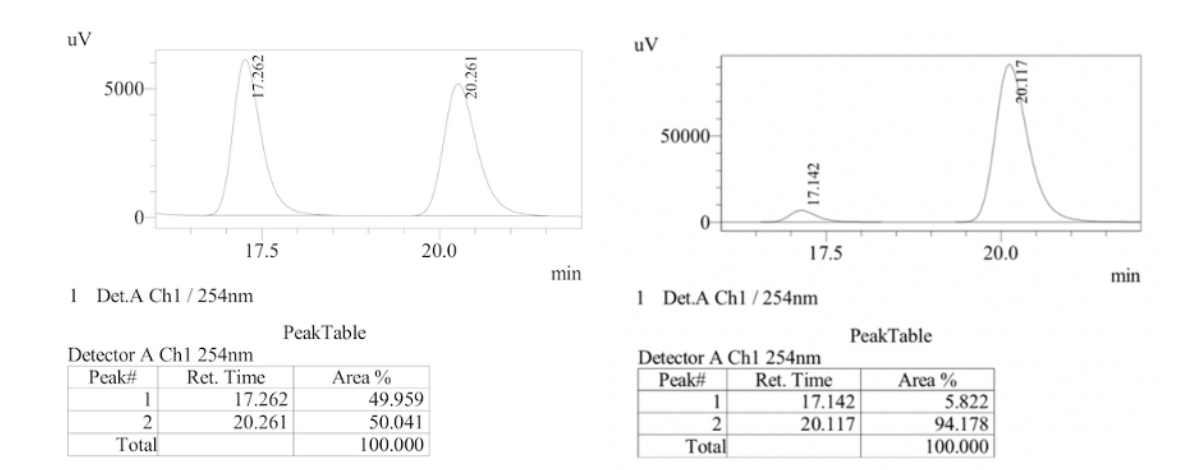 uV
17.262
20.261
5000
0
17.5 20.0
min
1 Det.A Ch1 / 254nm
PeakTable
Detector A Ch1 254nm
Peak# Ret. Time Area %
1 17.262 49.959
2 20.261 50.041
Total 100.000
uV
17.142
20.117
50000
0
17.5 20.0
min
1 Det.A Ch1 / 254nm
PeakTable
Detector A Ch1 254nm
Peak# Ret. Time Area %
1 17.142 5.822
2 20.117 94.178
Total 100.000